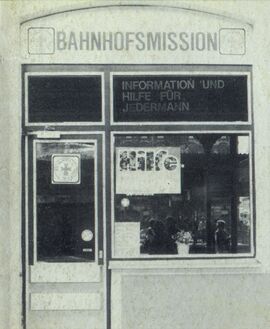 BAHNHOFSMISSION
INFORMATION UND
HILFE FÜR
JEDERMANN
Hilfe